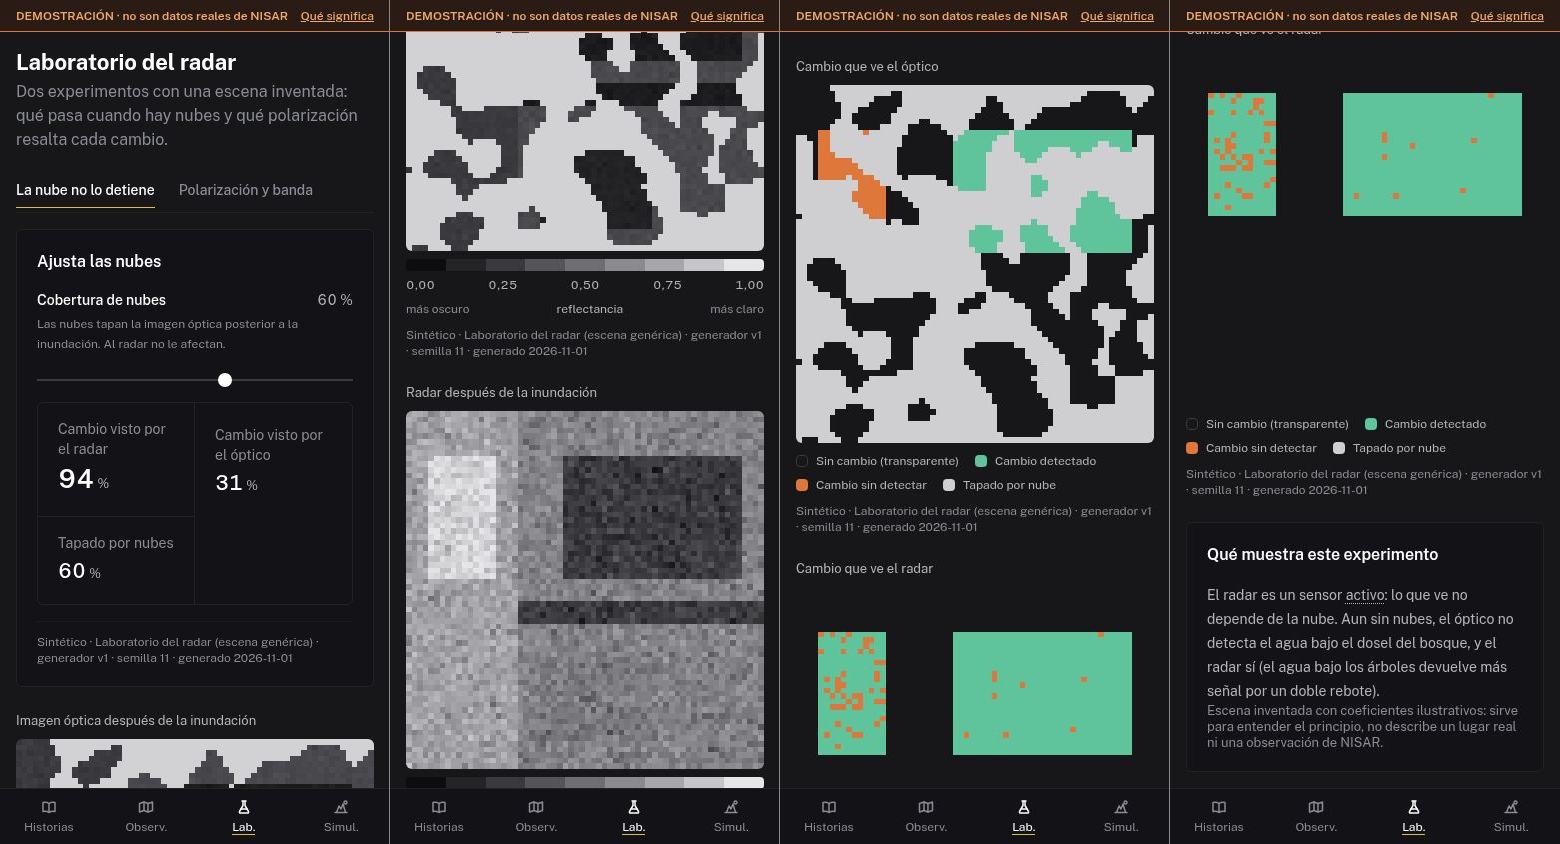 DEMOSTRACIÓN · no son datos reales de NISAR Qué significa
Laboratorio del radar
Dos experimentos con una escena inventada:
qué pasa cuando hay nubes y qué polarización
resalta cada cambio.
La nube no lo detiene Polarización y banda
Ajusta las nubes
Cobertura de nubes 60 %
Las nubes tapan la imagen óptica posterior a la
inundación. Al radar no le afectan.
Cambio visto por
el radar
94 %
Cambio visto por
el óptico
31 %
Tapado por nubes
60 %
Sintético · Laboratorio del radar (escena genérica) ·
generador v1 · semilla 11 · generado 2026-11-01
Imagen óptica después de la inundación
Historias Observ. Lab. Simul.
DEMOSTRACIÓN · no son datos reales de NISAR Qué significa
0,00 0,25 0,50 0,75 1,00
más oscuro reflectancia más claro
Sintético · Laboratorio del radar (escena genérica) · generador v1
· semilla 11 · generado 2026-11-01
Radar después de la inundación
Historias Observ. Lab. Simul.
DEMOSTRACIÓN · no son datos reales de NISAR Qué significa
Cambio que ve el óptico
Sin cambio (transparente) Cambio detectado
Cambio sin detectar Tapado por nube
Sintético · Laboratorio del radar (escena genérica) · generador v1
· semilla 11 · generado 2026-11-01
Cambio que ve el radar
Historias Observ. Lab. Simul.
DEMOSTRACIÓN · no son datos reales de NISAR Qué significa
Cambio que ve el radar
Sin cambio (transparente) Cambio detectado
Cambio sin detectar Tapado por nube
Sintético · Laboratorio del radar (escena genérica) · generador v1
· semilla 11 · generado 2026-11-01
Qué muestra este experimento
El radar es un sensor activo: lo que ve no
depende de la nube. Aun sin nubes, el óptico no
detecta el agua bajo el dosel del bosque, y el
radar sí (el agua bajo los árboles devuelve más
señal por un doble rebote).
Escena inventada con coeficientes ilustrativos: sirve
para entender el principio, no describe un lugar real
ni una observación de NISAR.
Historias Observ. Lab. Simul.